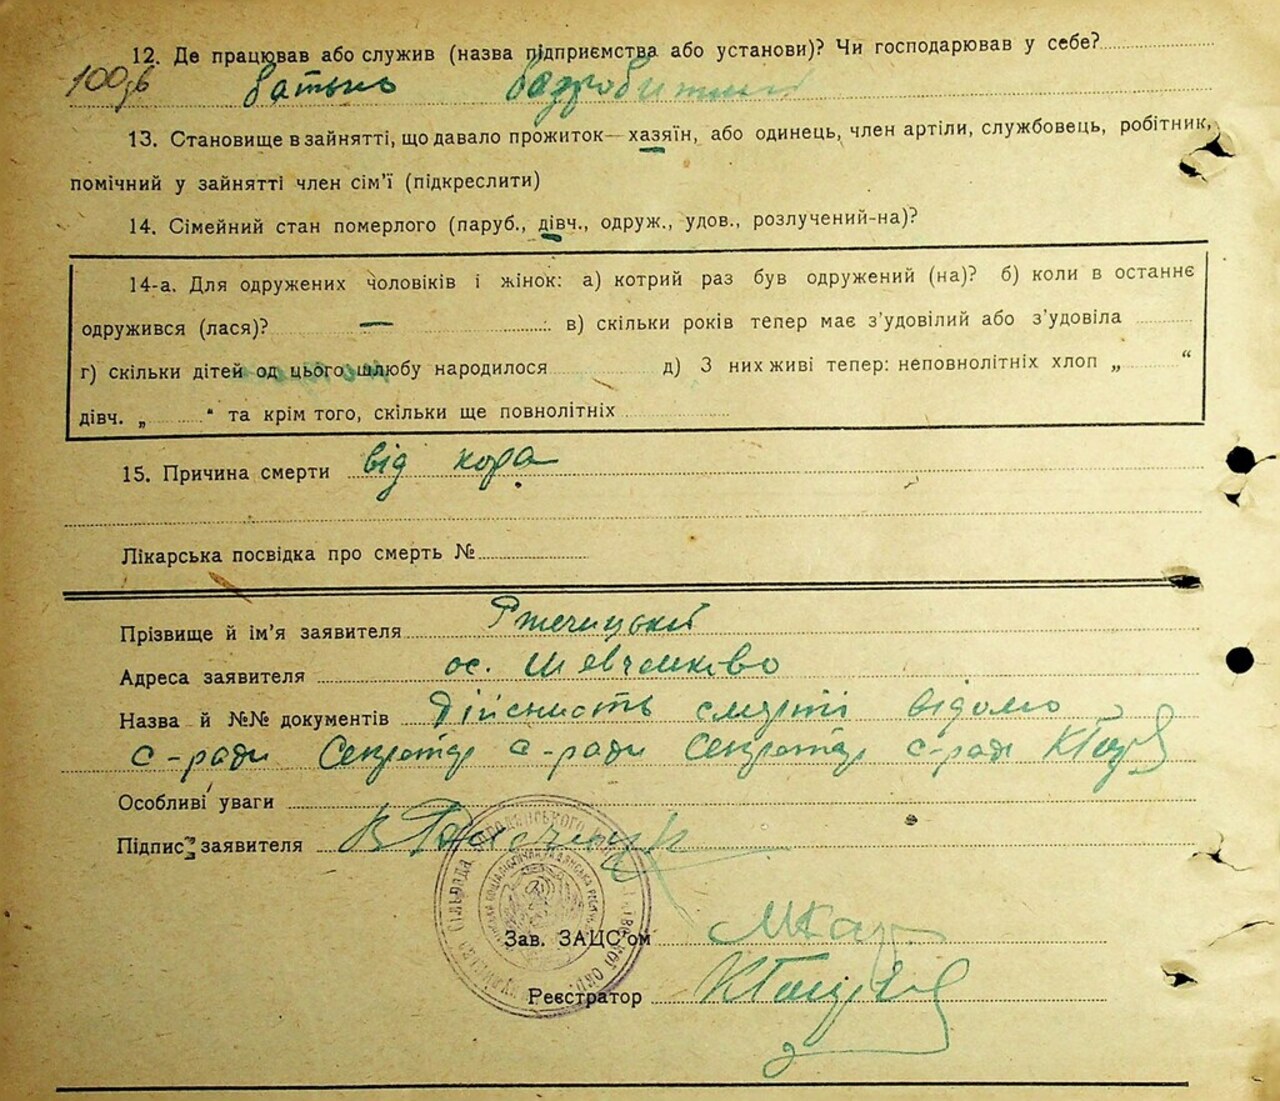 12. Де працював або служив (назва підприємства або установи)? Чи господарював у себе?
батько
13. Становище в зайнятті, що давало прожиток—хазяїн, або одинець, член артілі, службовець, робітник,
помічний у зайнятті член сім'ї (підкреслити)
14. Сімейний стан померлого (паруб., дівч., одруж., удов., розлучений-на)?
14-а. Для одружених чоловіків і жінок: а) котрий раз був одружений (на)? б) коли в останнє
одружився (лася)? — в) скільки років тепер має з'удовілий або з'удовіла
г) скільки дітей од цього шлюбу народилося д) З них живі тепер: неповнолітніх хлоп „ “
дівч. „ “ та крім того, скільки ще повнолітніх
15. Причина смерти від кора
Лікарська посвідка про смерть №
Прізвище й ім'я заявителя Ржечицький
Адреса заявителя ос. Шевченково
Назва й №№ документів Дійсність смерті відомо
с-ради Секретар с-ради Секретар с-ради
Особливі уваги
Підпис заявителя
Зав. ЗАЦС'ом
Реєстратор